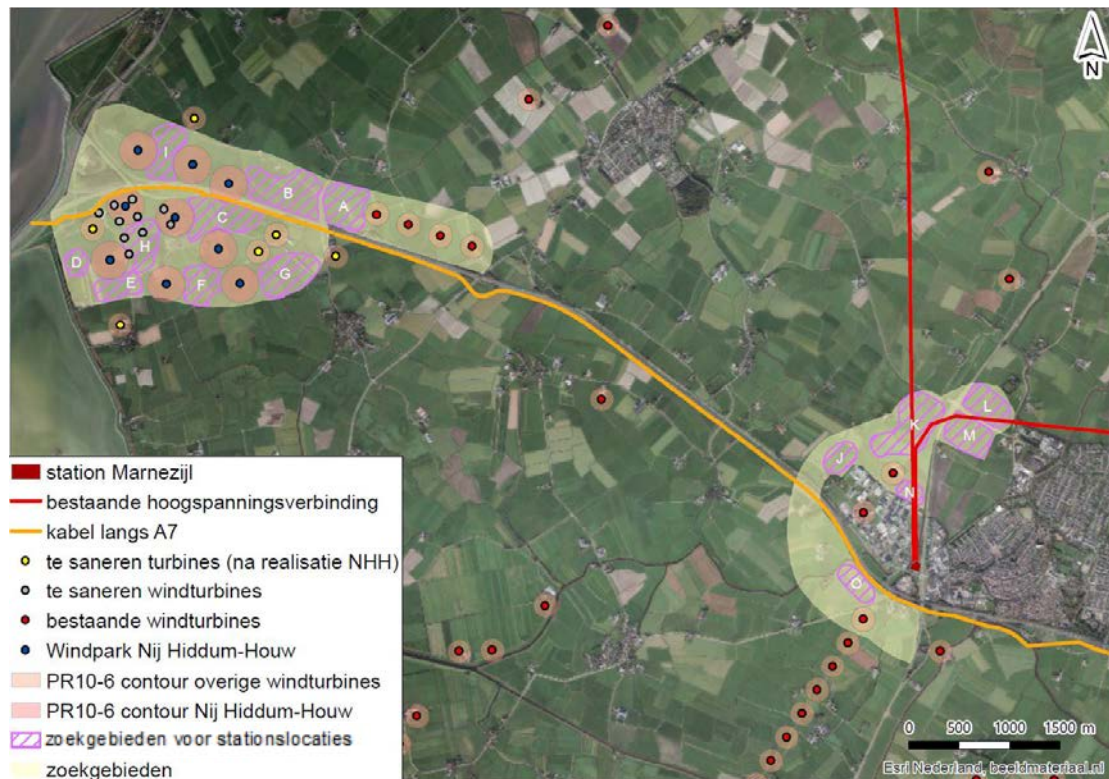 N
I
B
A
C
H
D
E
F
G
L
K
M
J
N
O
station Marnezijl
bestaande hoogspanningsverbinding
kabel langs A7
te saneren turbines (na realisatie NHH)
te saneren windturbines
bestaande windturbines
Windpark Nij Hiddum-Houw
PR10-6 contour overige windturbines
PR10-6 contour Nij Hiddum-Houw
zoekgebieden voor stationslocaties
zoekgebieden
0 500 1000 1500 m
Esri Nederland, beeldmateriaal.nl